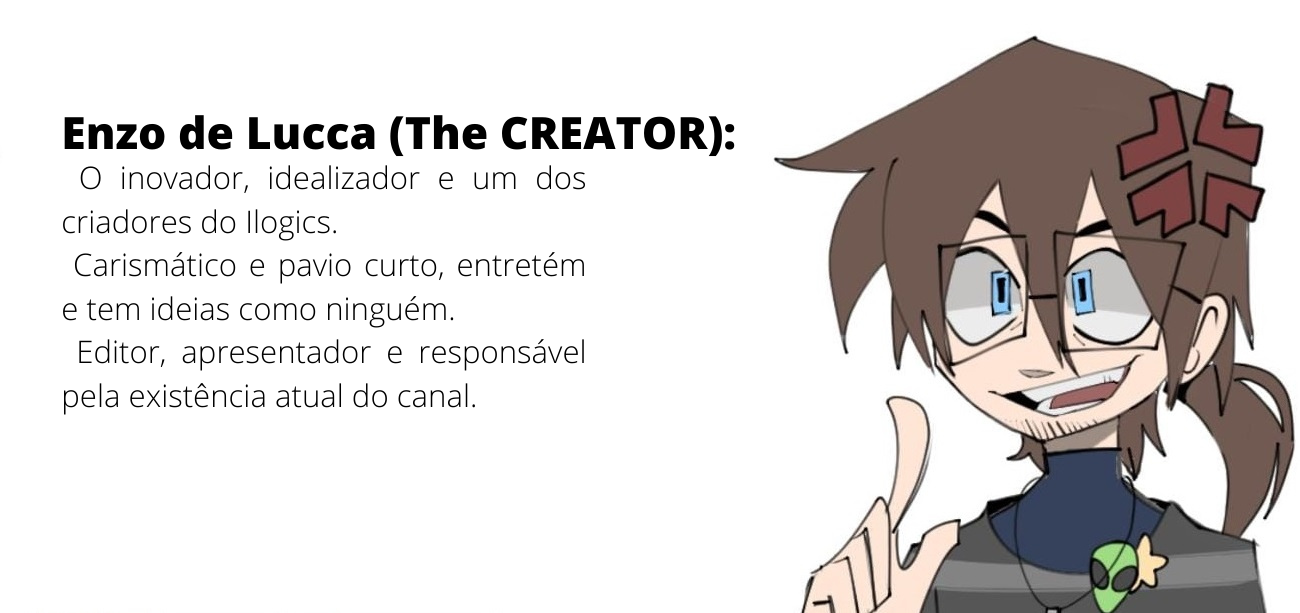 Enzo de Lucca (The CREATOR):
O inovador, idealizador e um dos
criadores do Ilogics.
Carismático e pavio curto, entretém
e tem ideias como ninguém.
Editor, apresentador e responsável
pela existência atual do canal.